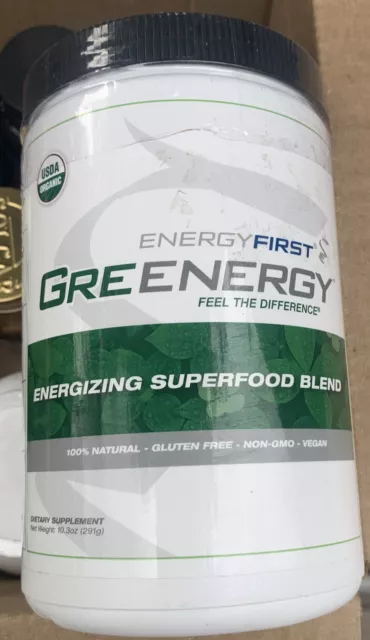 USDA
ORGANIC
ENERGYFIRST
GREENERGY™
FEEL THE DIFFERENCE®
ENERGIZING SUPERFOOD BLEND
100% NATURAL - GLUTEN FREE - NON-GMO - VEGAN
DIETARY SUPPLEMENT
Net Weight: 10.3oz (291g)